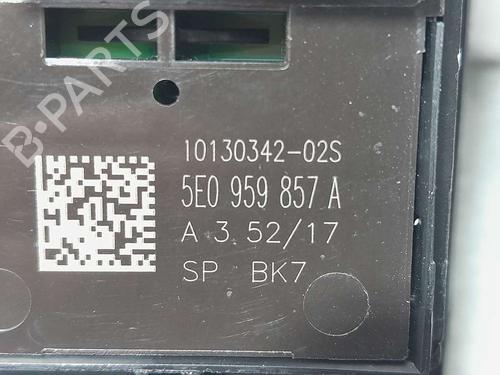 B-PARTS
10130342-02S
5E0 959 857 A
A 3.52/17
SP BK7